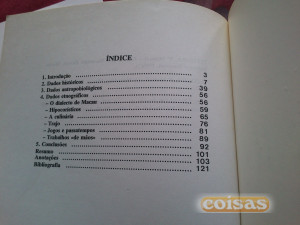 ÍNDICE
1. Introdução 3
2. Dados históricos 7
3. Dados antropobiológicos 39
4. Dados etnográficos 56
– O dialecto de Macau 56
– Hipocorísticos 59
– A culinária 65
– Trajo 76
– Jogos e passatempos 81
– Trabalhos «de mãos» 89
5. Conclusões 92
Resumo 101
Anotações 103
Bibliografia 121
coisas